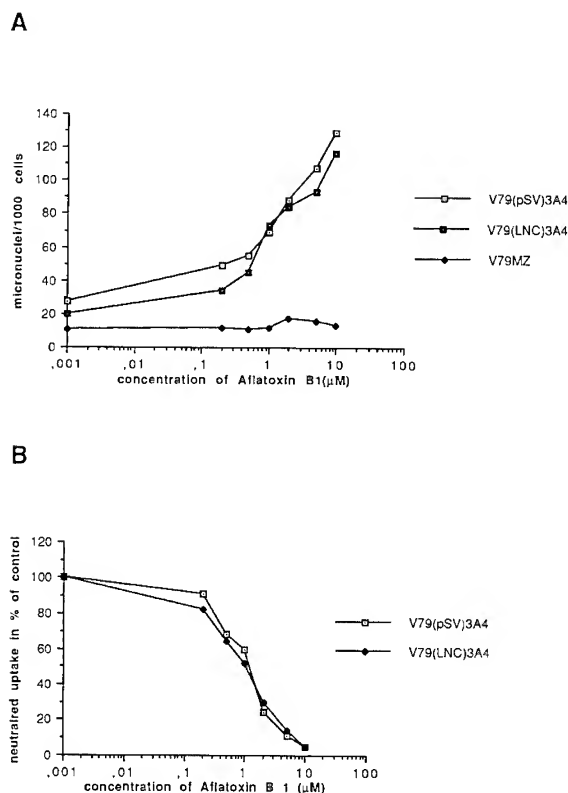 A
140
120
100
80
60
40
20
0
micronuclei/1000 cells
,001
,01
,1
1
10
100
concentration of Aflatoxin B1(μM)
V79(pSV)3A4
V79(LNC)3A4
V79MZ
B
120
100
80
60
40
20
0
neutralred uptake in % of control
,001
,01
,1
1
10
100
concentration of Aflatoxin B 1 (μM)
V79(pSV)3A4
V79(LNC)3A4